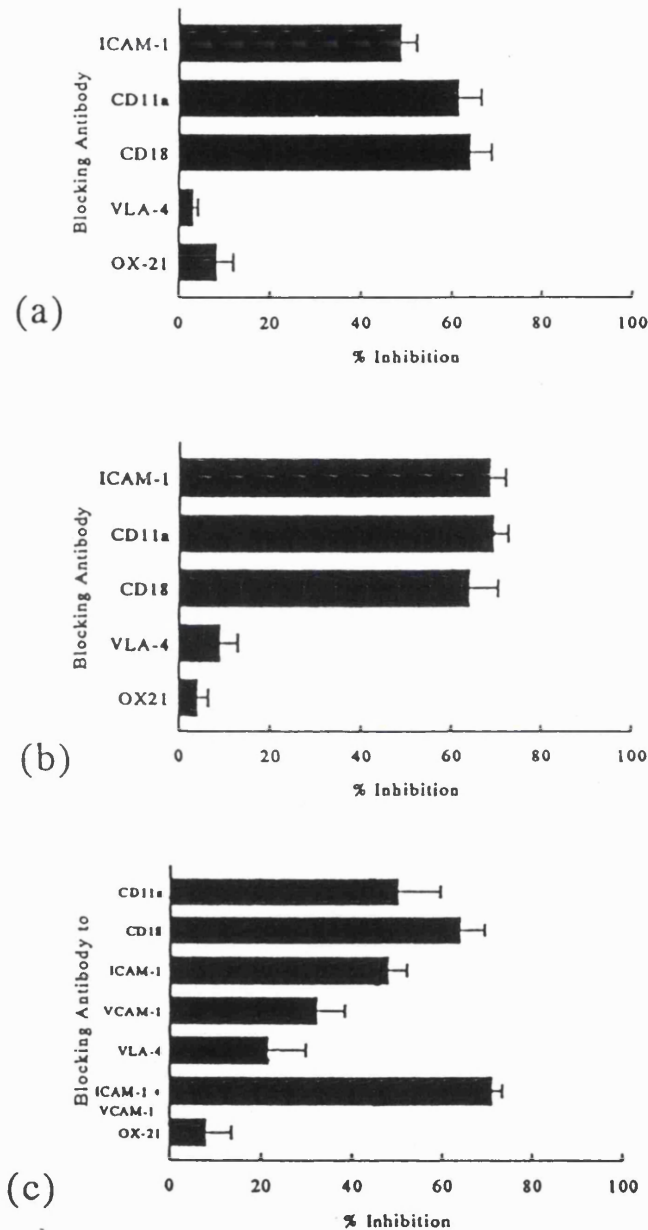 Blocking Antibody
ICAM-1
CD11a
CD18
VLA-4
OX-21
0 20 40 60 80 100
% Inhibition
(a)
Blocking Antibody
ICAM-1
CD11a
CD18
VLA-4
OX21
0 20 40 60 80 100
% Inhibition
(b)
Blocking Antibody to
CD11a
CD18
ICAM-1
VCAM-1
VLA-4
ICAM-1 +
VCAM-1
OX-21
0 20 40 60 80 100
% Inhibition
(c)